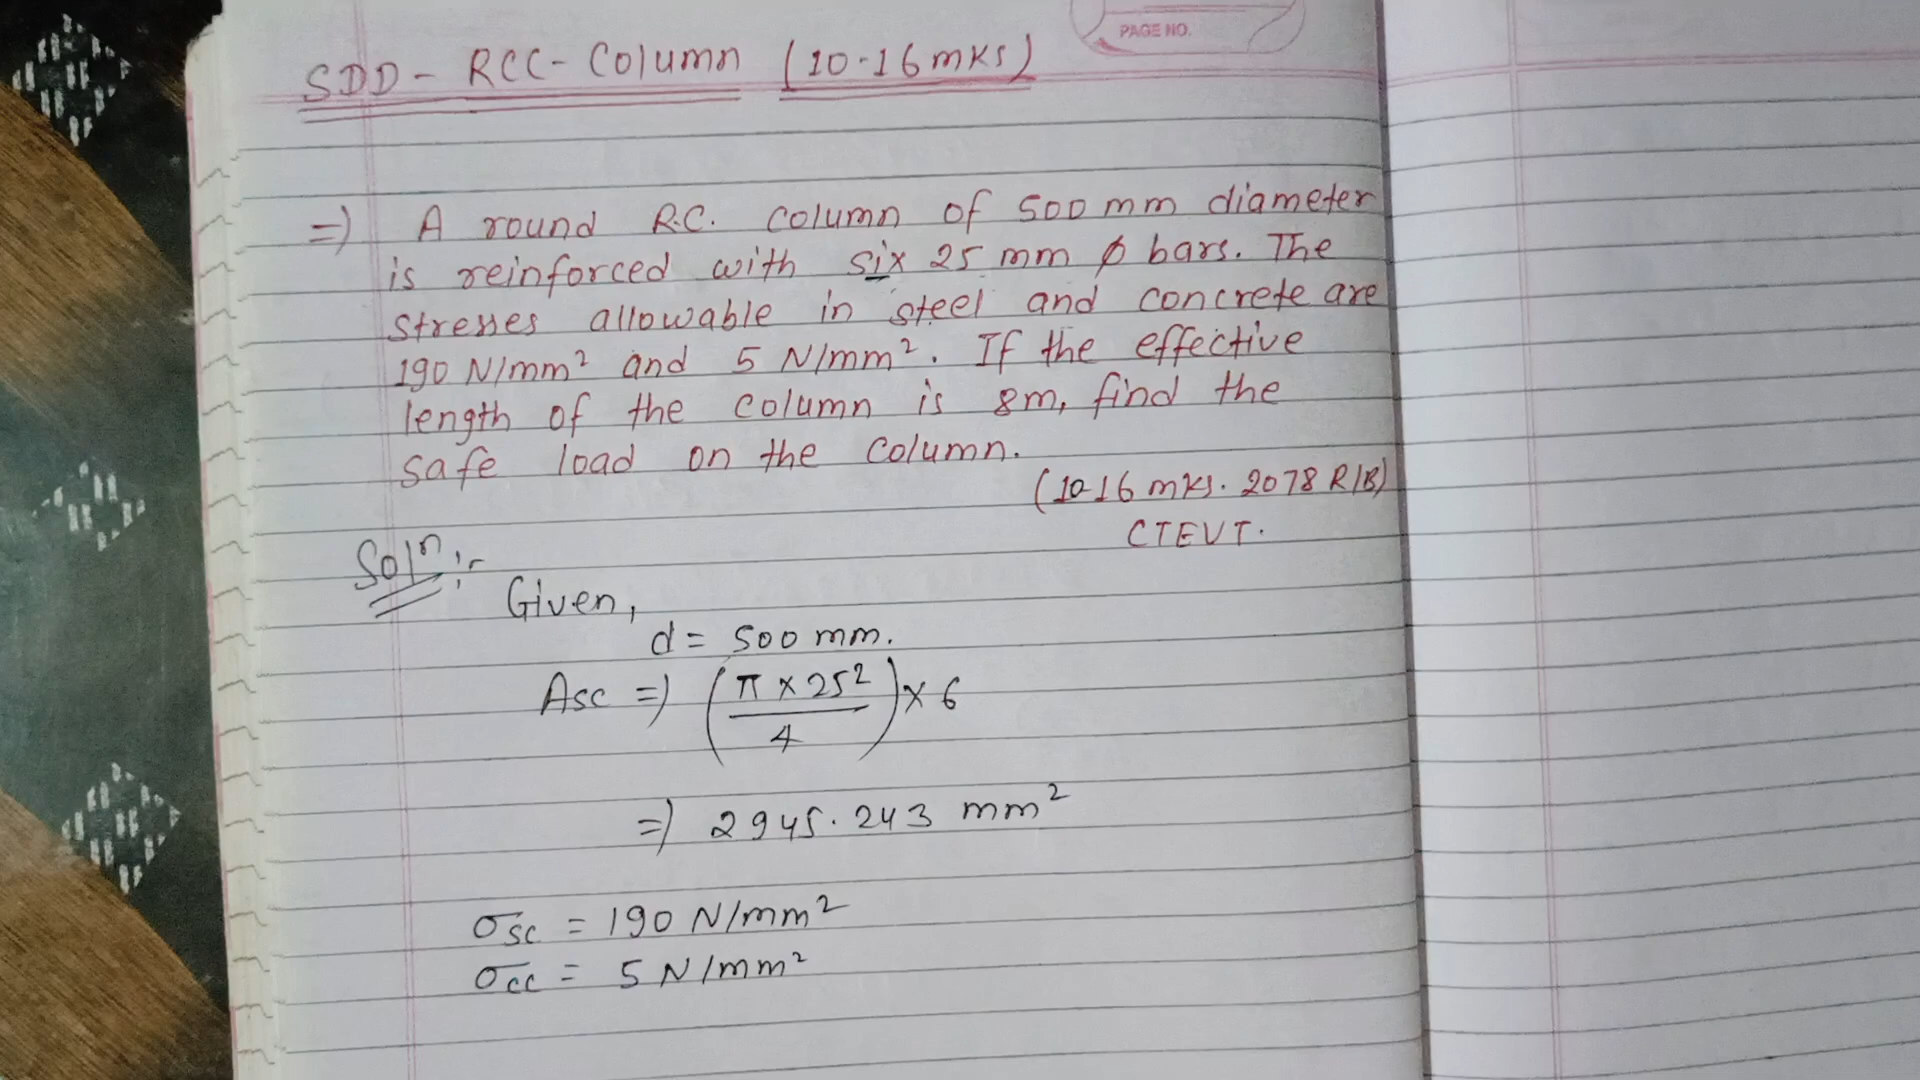 PAGE NO.
SDD - RCC - Column (10-16 mks)
=) A round R.C. column of 500 mm diameter
is reinforced with six 25 mm ϕ bars. The
stresses allowable in steel and concrete are
190 N/mm² and 5 N/mm². If the effective
length of the column is 8m, find the
safe load on the column.
(10-16 mks. 2078 R/B)
CTEVT.
Solⁿ:-
Given,
d = 500 mm.
Asc =) (π × 25² / 4) × 6
=) 2945.243 mm²
σsc = 190 N/mm²
σcc = 5 N/mm²